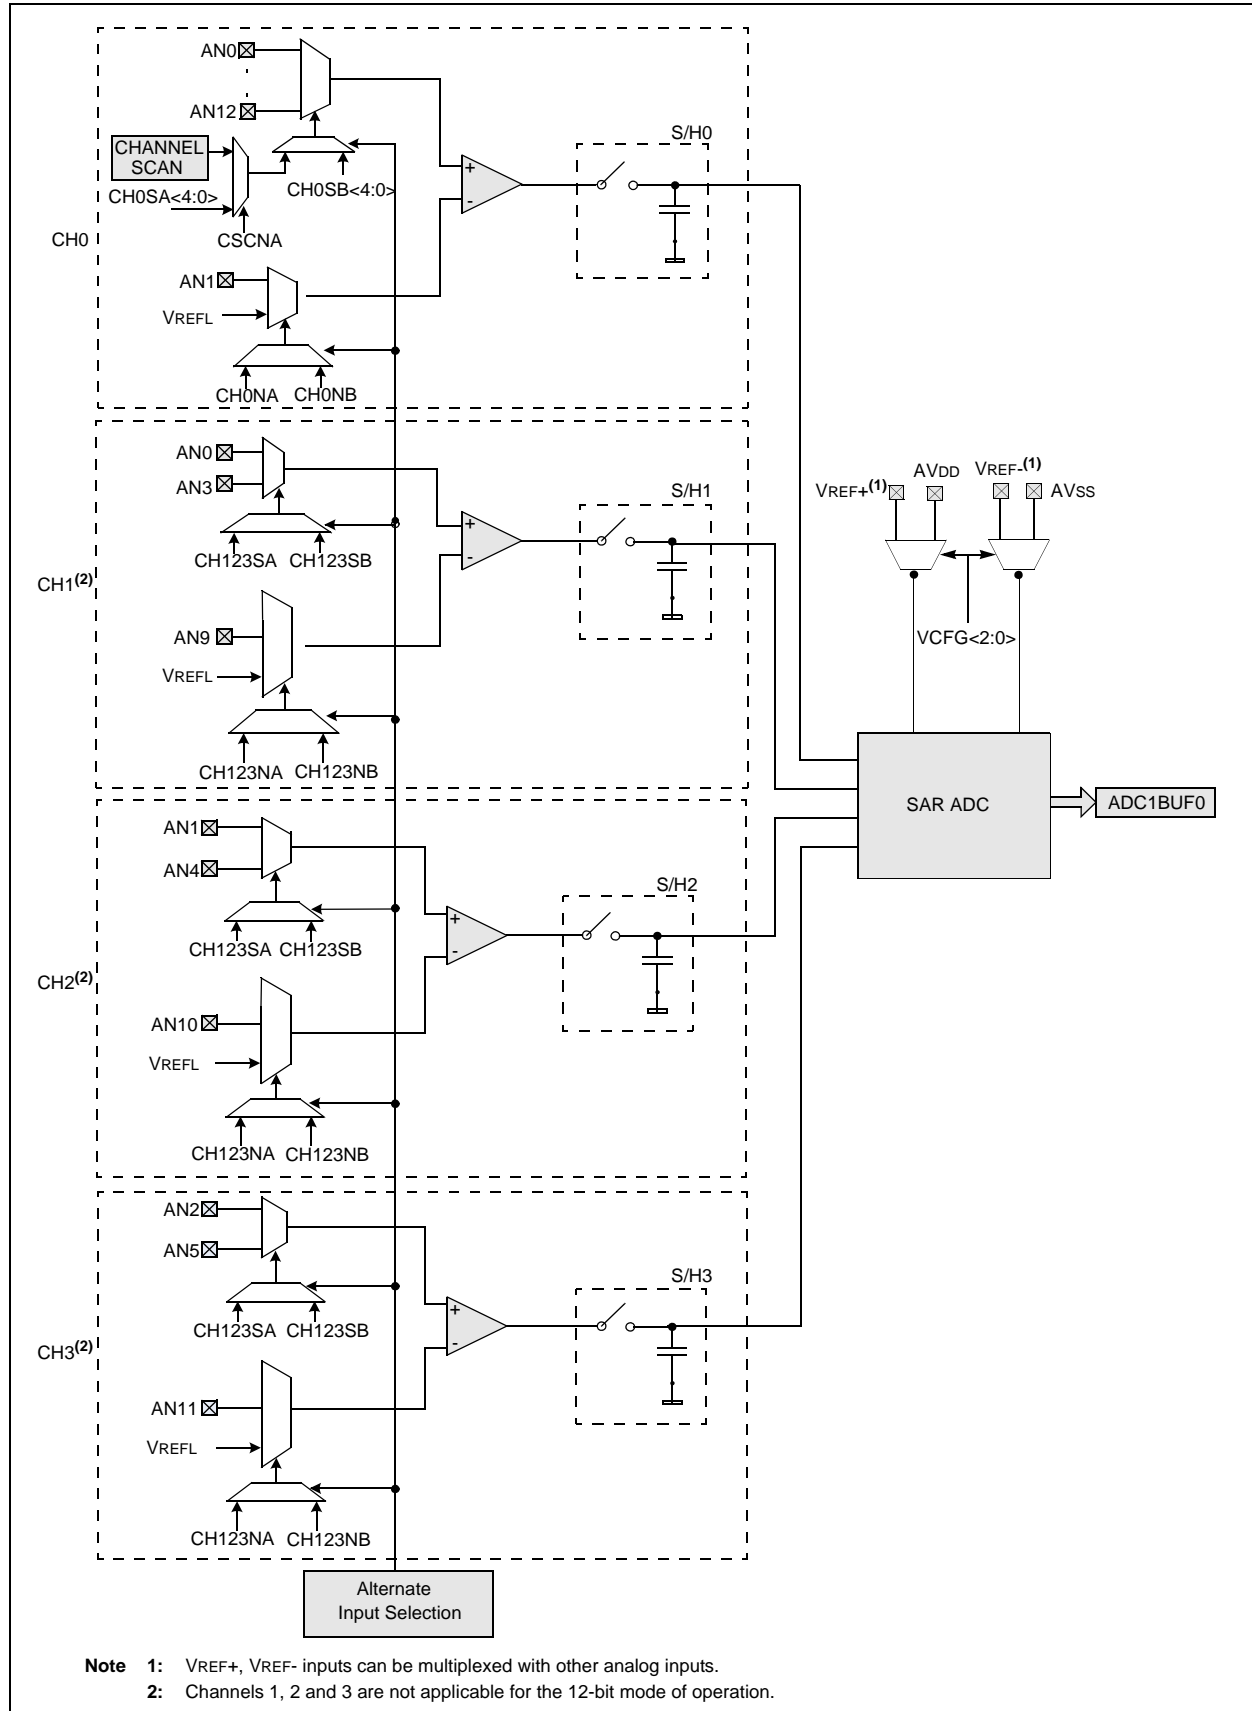 AN0
AN12
CHANNEL
SCAN
CH0SA<4:0>
CH0SB<4:0>
CSCNA
CH0
S/H0
+
-
AN1
VREFL
CH0NA CH0NB
AN0
AN3
CH123SA CH123SB
CH1(2)
S/H1
+
-
AN9
VREFL
CH123NA CH123NB
VREF+(1)
AVDD
VREF-(1)
AVSS
VCFG<2:0>
SAR ADC
ADC1BUF0
AN1
AN4
CH123SA CH123SB
CH2(2)
S/H2
+
-
AN10
VREFL
CH123NA CH123NB
AN2
AN5
CH123SA CH123SB
CH3(2)
S/H3
+
-
AN11
VREFL
CH123NA CH123NB
Alternate
Input Selection
Note 1: VREF+, VREF- inputs can be multiplexed with other analog inputs.
2: Channels 1, 2 and 3 are not applicable for the 12-bit mode of operation.